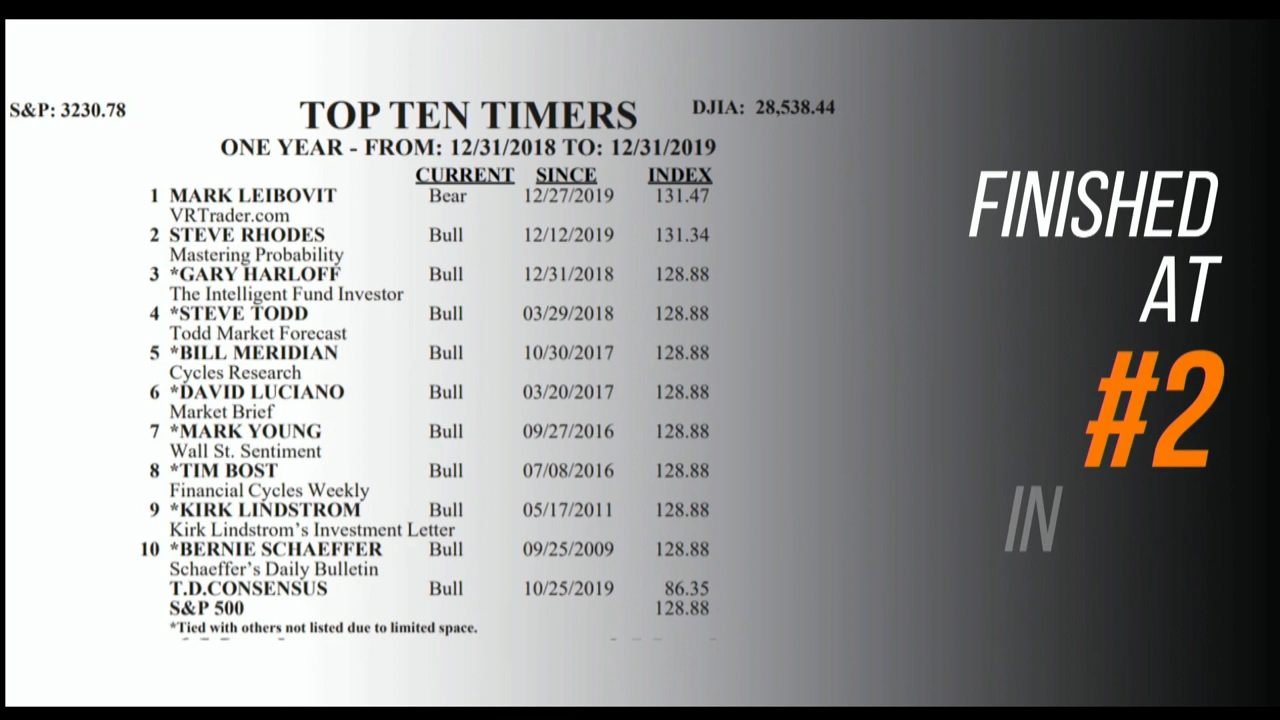 S&P: 3230.78
TOP TEN TIMERS
DJIA: 28,538.44
ONE YEAR - FROM: 12/31/2018 TO: 12/31/2019
CURRENT SINCE INDEX
1 MARK LEIBOVIT Bear 12/27/2019 131.47
VRTrader.com
2 STEVE RHODES Bull 12/12/2019 131.34
Mastering Probability
3 *GARY HARLOFF Bull 12/31/2018 128.88
The Intelligent Fund Investor
4 *STEVE TODD Bull 03/29/2018 128.88
Todd Market Forecast
5 *BILL MERIDIAN Bull 10/30/2017 128.88
Cycles Research
6 *DAVID LUCIANO Bull 03/20/2017 128.88
Market Brief
7 *MARK YOUNG Bull 09/27/2016 128.88
Wall St. Sentiment
8 *TIM BOST Bull 07/08/2016 128.88
Financial Cycles Weekly
9 *KIRK LINDSTROM Bull 05/17/2011 128.88
Kirk Lindstrom's Investment Letter
10 *BERNIE SCHAEFFER Bull 09/25/2009 128.88
Schaeffer's Daily Bulletin
T.D.CONSENSUS Bull 10/25/2019 86.35
S&P 500 128.88
*Tied with others not listed due to limited space.
FINISHED
AT
#2
IN